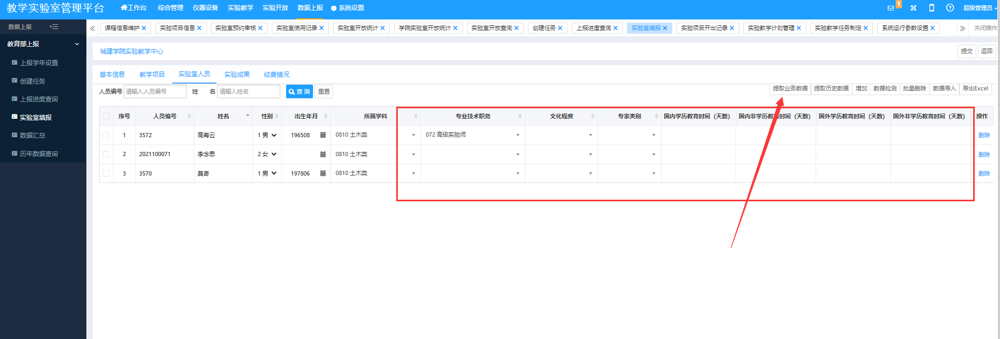 教学实验室管理平台 工作台 综合管理 仪器设备 实验教学 实验开放 数据上报 系统设置 1 超级管理员
数据上报 课程信息维护 实验项目信息 实验室预约审核 实验室使用记录 实验室开放统计 学院实验室开放统计 实验室开放查询 创建任务 上报进度查询 实验室填报 实验项目开出记录 实验教学计划管理 实验教学任务制定 系统运行参数设置 关闭操作
教育部上报
上报学年设置
创建任务
上报进度查询
实验室填报
数据汇总
历年数据查询
城建学院实验教学中心 提交 返回
基本信息 教学项目 实验室人员 实验成果 经费情况
人员编号 请输入人员编号 姓 名 请输入姓名 查 询 重置 提取业务数据 提取历史数据 增加 数据检测 批量删除 数据导入 导出Excel
序号 人员编号 姓名 性别 出生年月 所属学科 专业技术职务 文化程度 专家类别 国内学历教育时间（天数） 国内非学历教育时间（天数） 国外学历教育时间（天数） 国外非学历教育时间（天数） 操作
1 3572 高寿云 1 男 196508 0810 土木类 072 高级实验师 删除
2 2021100071 李念思 2 女 0810 土木类 删除
3 3570 莫奇 1 男 197806 0810 土木类 删除